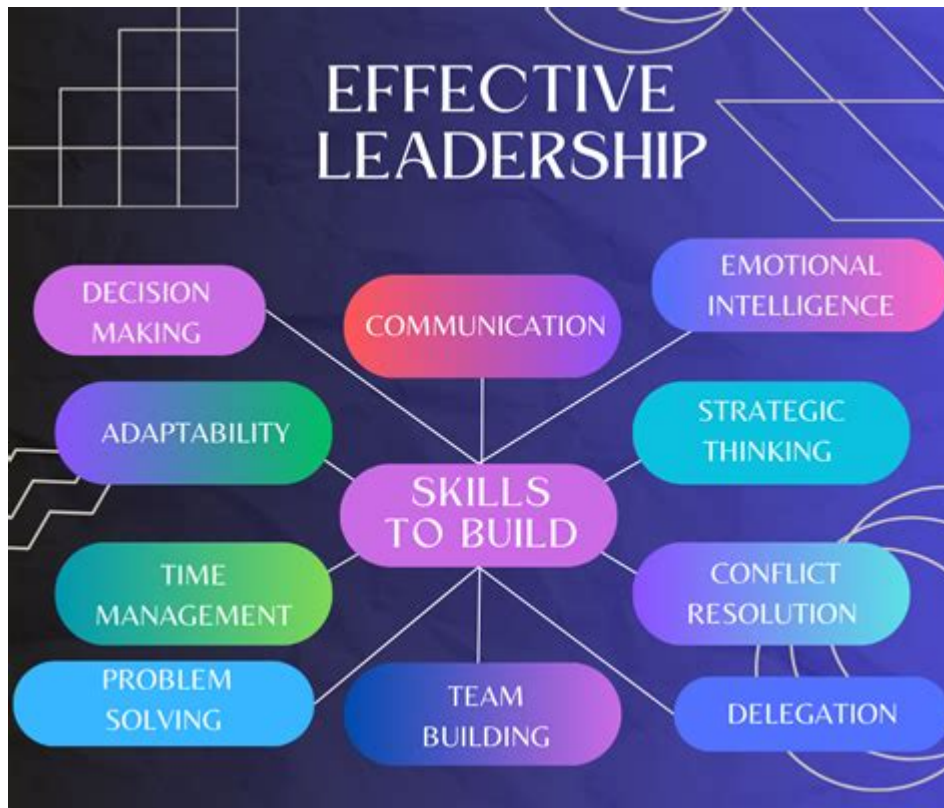 EFFECTIVE
LEADERSHIP
DECISION
MAKING
COMMUNICATION
EMOTIONAL
INTELLIGENCE
ADAPTABILITY
STRATEGIC
THINKING
SKILLS
TO BUILD
TIME
MANAGEMENT
CONFLICT
RESOLUTION
PROBLEM
SOLVING
TEAM
BUILDING
DELEGATION